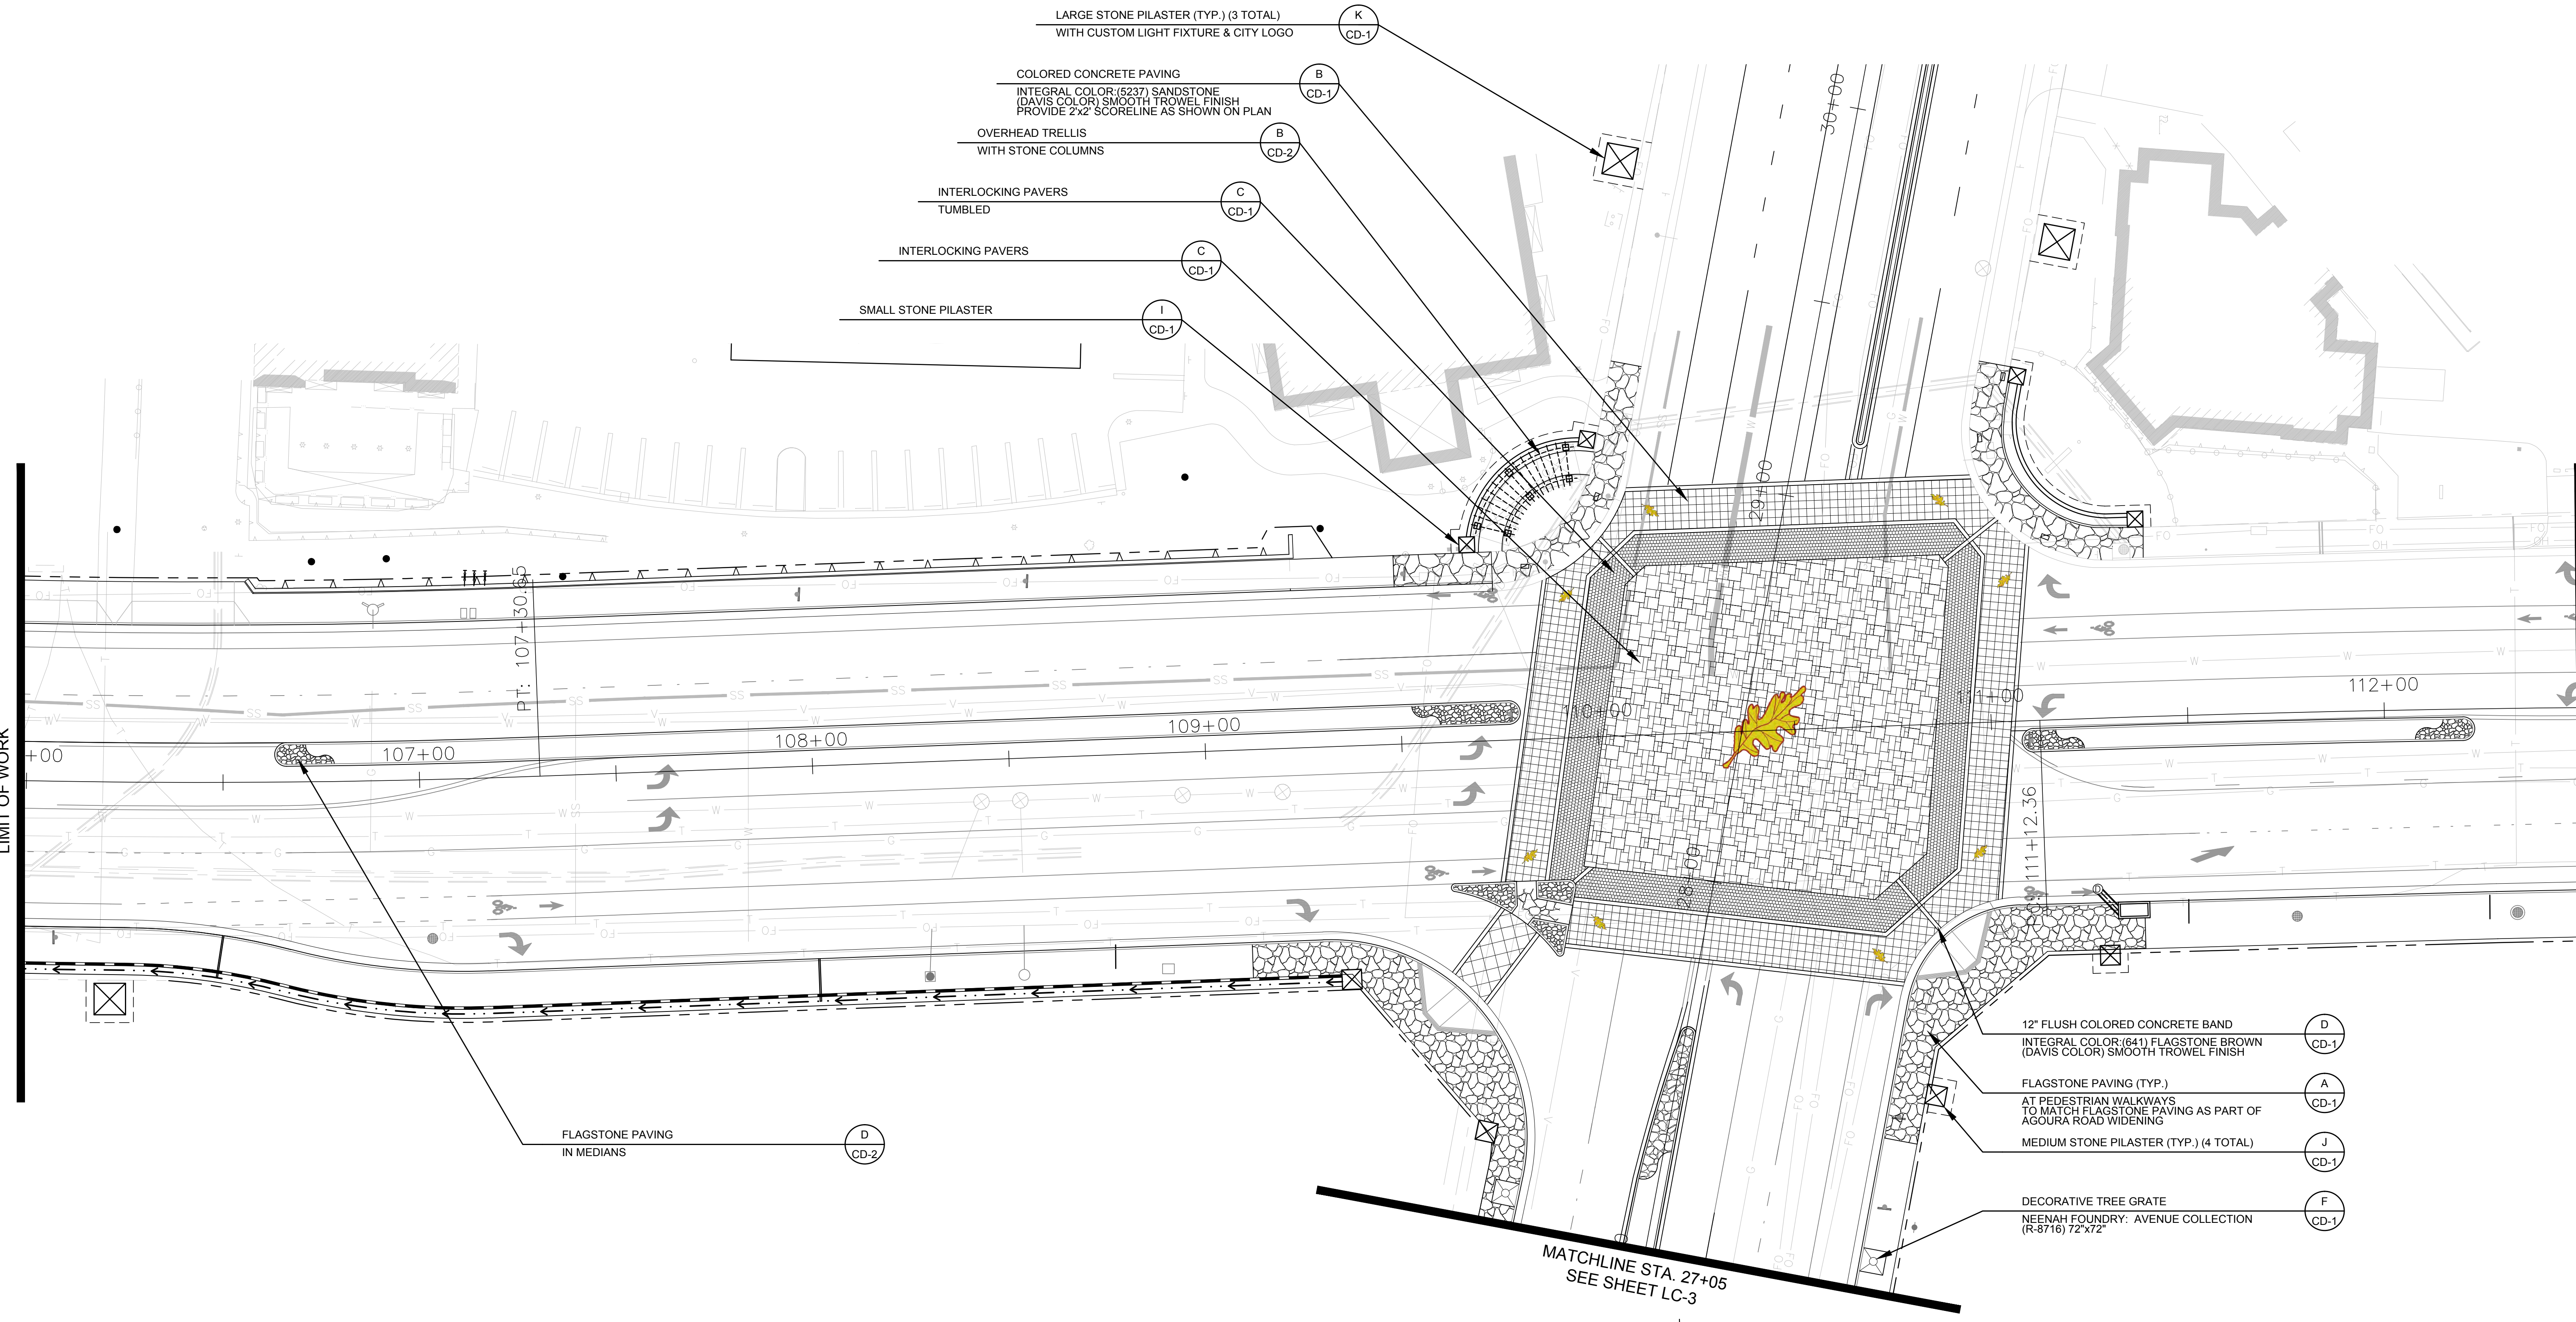 LARGE STONE PILASTER (TYP.) (3 TOTAL)
WITH CUSTOM LIGHT FIXTURE & CITY LOGO
K
CD-1
COLORED CONCRETE PAVING
INTEGRAL COLOR:(5237) SANDSTONE
(DAVIS COLOR) SMOOTH TROWEL FINISH
PROVIDE 2'x2' SCORELINE AS SHOWN ON PLAN
B
CD-1
OVERHEAD TRELLIS
WITH STONE COLUMNS
B
CD-2
INTERLOCKING PAVERS
TUMBLED
C
CD-1
INTERLOCKING PAVERS
C
CD-1
SMALL STONE PILASTER
I
CD-1
30+00
29+00
28+00
LIMIT OF WORK
+00
107+00
PT: 107+30.65
108+00
109+00
110+00
111+00
111+12.36
112+00
FLAGSTONE PAVING
IN MEDIANS
D
CD-2
12" FLUSH COLORED CONCRETE BAND
INTEGRAL COLOR:(641) FLAGSTONE BROWN
(DAVIS COLOR) SMOOTH TROWEL FINISH
D
CD-1
FLAGSTONE PAVING (TYP.)
AT PEDESTRIAN WALKWAYS
TO MATCH FLAGSTONE PAVING AS PART OF
AGOURA ROAD WIDENING
A
CD-1
MEDIUM STONE PILASTER (TYP.) (4 TOTAL)
J
CD-1
DECORATIVE TREE GRATE
NEENAH FOUNDRY: AVENUE COLLECTION
(R-8716) 72"x72"
F
CD-1
MATCHLINE STA. 27+05
SEE SHEET LC-3